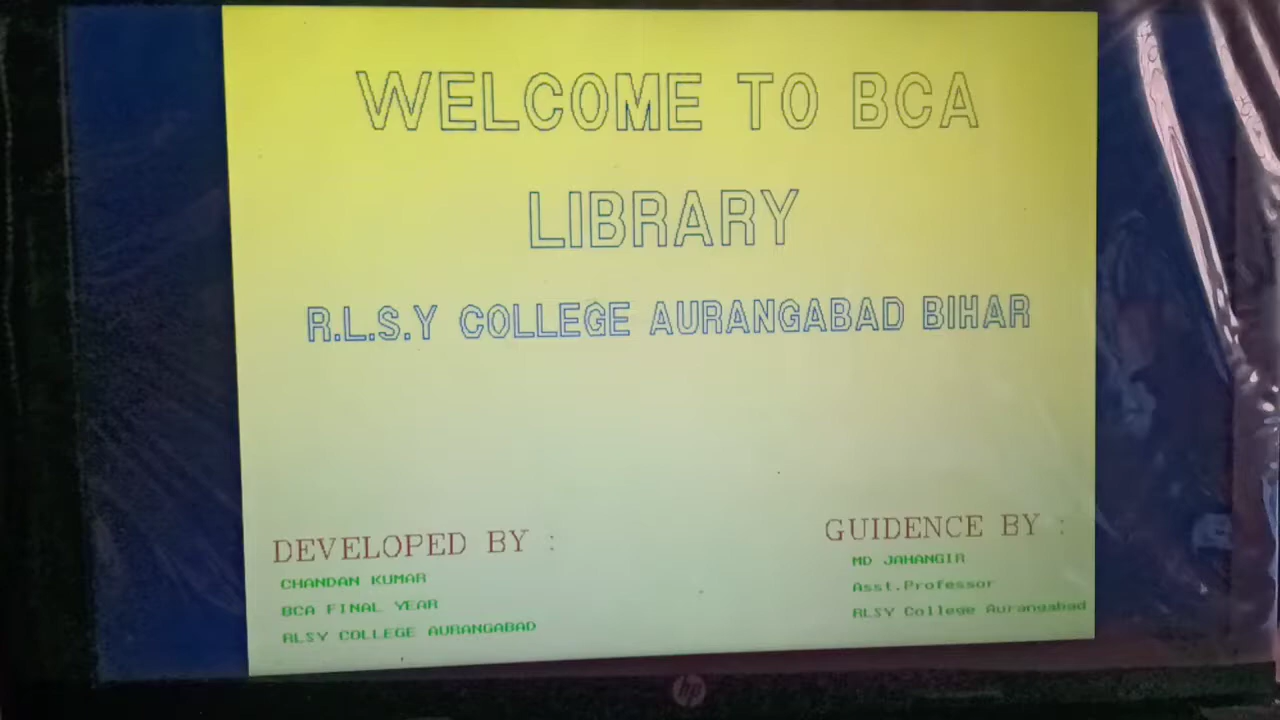 WELCOME TO BCA
LIBRARY
R.L.S.Y COLLEGE AURANGABAD BIHAR
DEVELOPED BY :
CHANDAN KUMAR
BCA FINAL YEAR
RLSY COLLEGE AURANGABAD
GUIDENCE BY :
MD JAHANGIR
Asst.Professor
RLSY College Aurangabad
hp